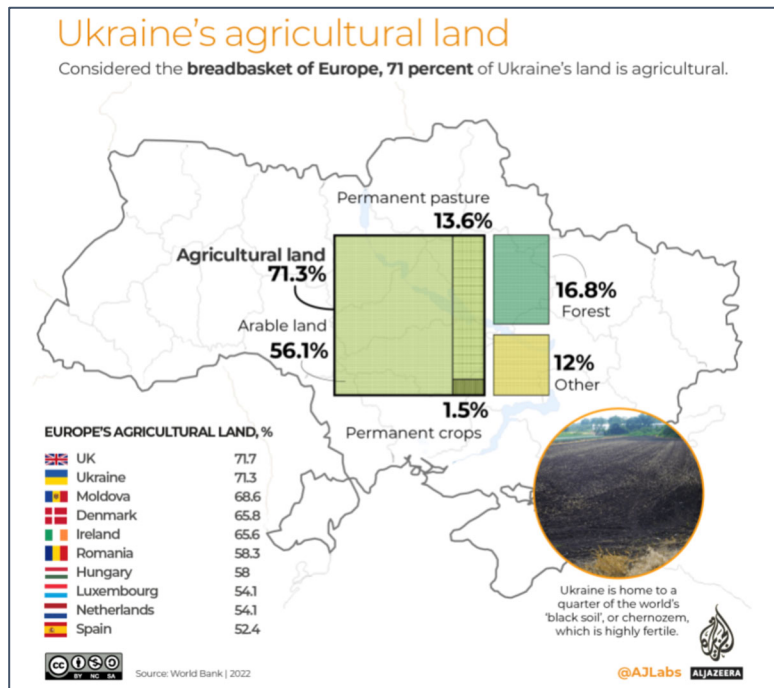 Ukraine's agricultural land
Considered the breadbasket of Europe, 71 percent of Ukraine's land is agricultural.
Permanent pasture
13.6%
Agricultural land
71.3%
Arable land
56.1%
16.8%
Forest
12%
Other
1.5%
Permanent crops
EUROPE'S AGRICULTURAL LAND, %
UK 71.7
Ukraine 71.3
Moldova 68.6
Denmark 65.8
Ireland 65.6
Romania 58.3
Hungary 58
Luxembourg 54.1
Netherlands 54.1
Spain 52.4
Ukraine is home to a
quarter of the world's
'black soil', or chernozem,
which is highly fertile.
cc
BY NC SA
Source: World Bank | 2022
@AJLabs
ALJAZEERA